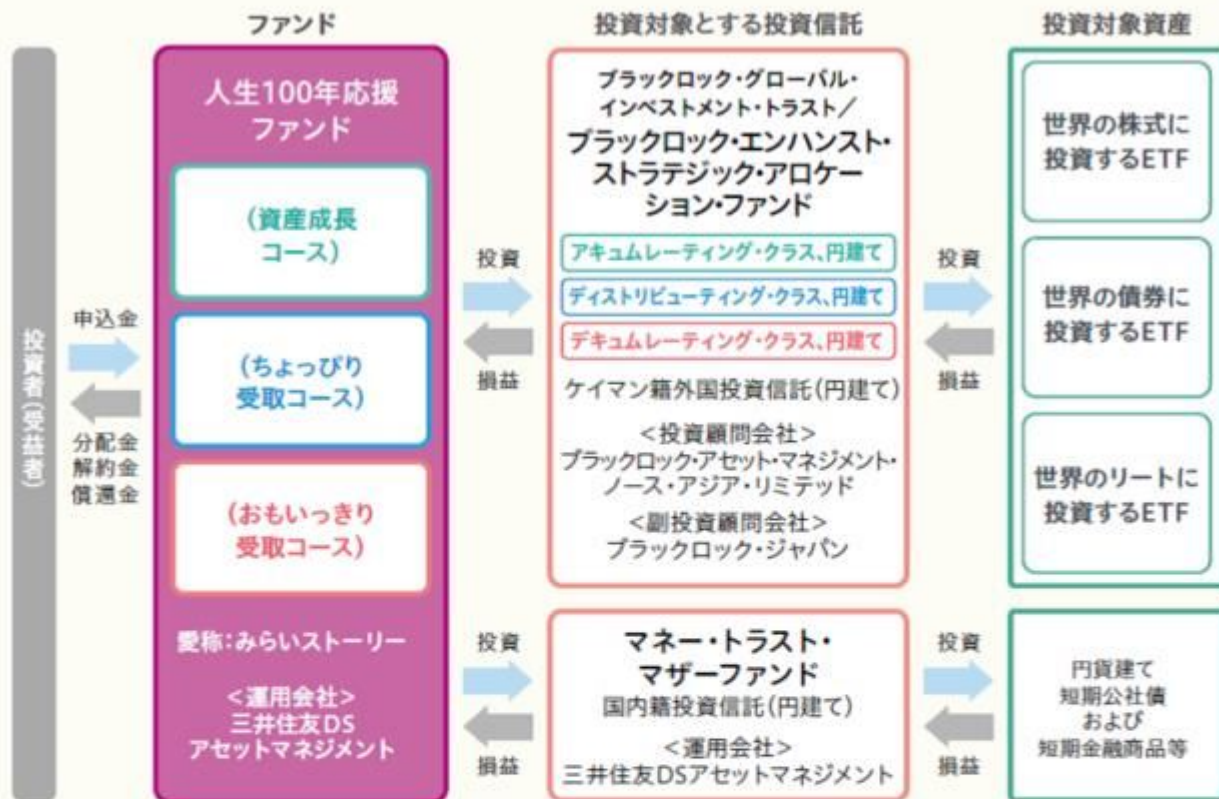 ファンド
投資対象とする投資信託
投資対象資産
投資者(受益者)
申込金
分配金
解約金
償還金
人生100年応援
ファンド
(資産成長
コース)
(ちょっぴり
受取コース)
(おもいっきり
受取コース)
愛称:みらいストーリー
<運用会社>
三井住友DS
アセットマネジメント
投資
損益
投資
損益
ブラックロック・グローバル・
インベストメント・トラスト/
ブラックロック・エンハンスト・
ストラテジック・アロケー
ション・ファンド
アキュムレーティング・クラス、円建て
ディストリビューティング・クラス、円建て
デキュムレーティング・クラス、円建て
ケイマン籍外国投資信託(円建て)
<投資顧問会社>
ブラックロック・アセット・マネジメント・
ノース・アジア・リミテッド
<副投資顧問会社>
ブラックロック・ジャパン
マネー・トラスト・
マザーファンド
国内籍投資信託(円建て)
<運用会社>
三井住友DSアセットマネジメント
投資
損益
投資
損益
世界の株式に
投資するETF
世界の債券に
投資するETF
世界のリートに
投資するETF
円貨建て
短期公社債
および
短期金融商品等